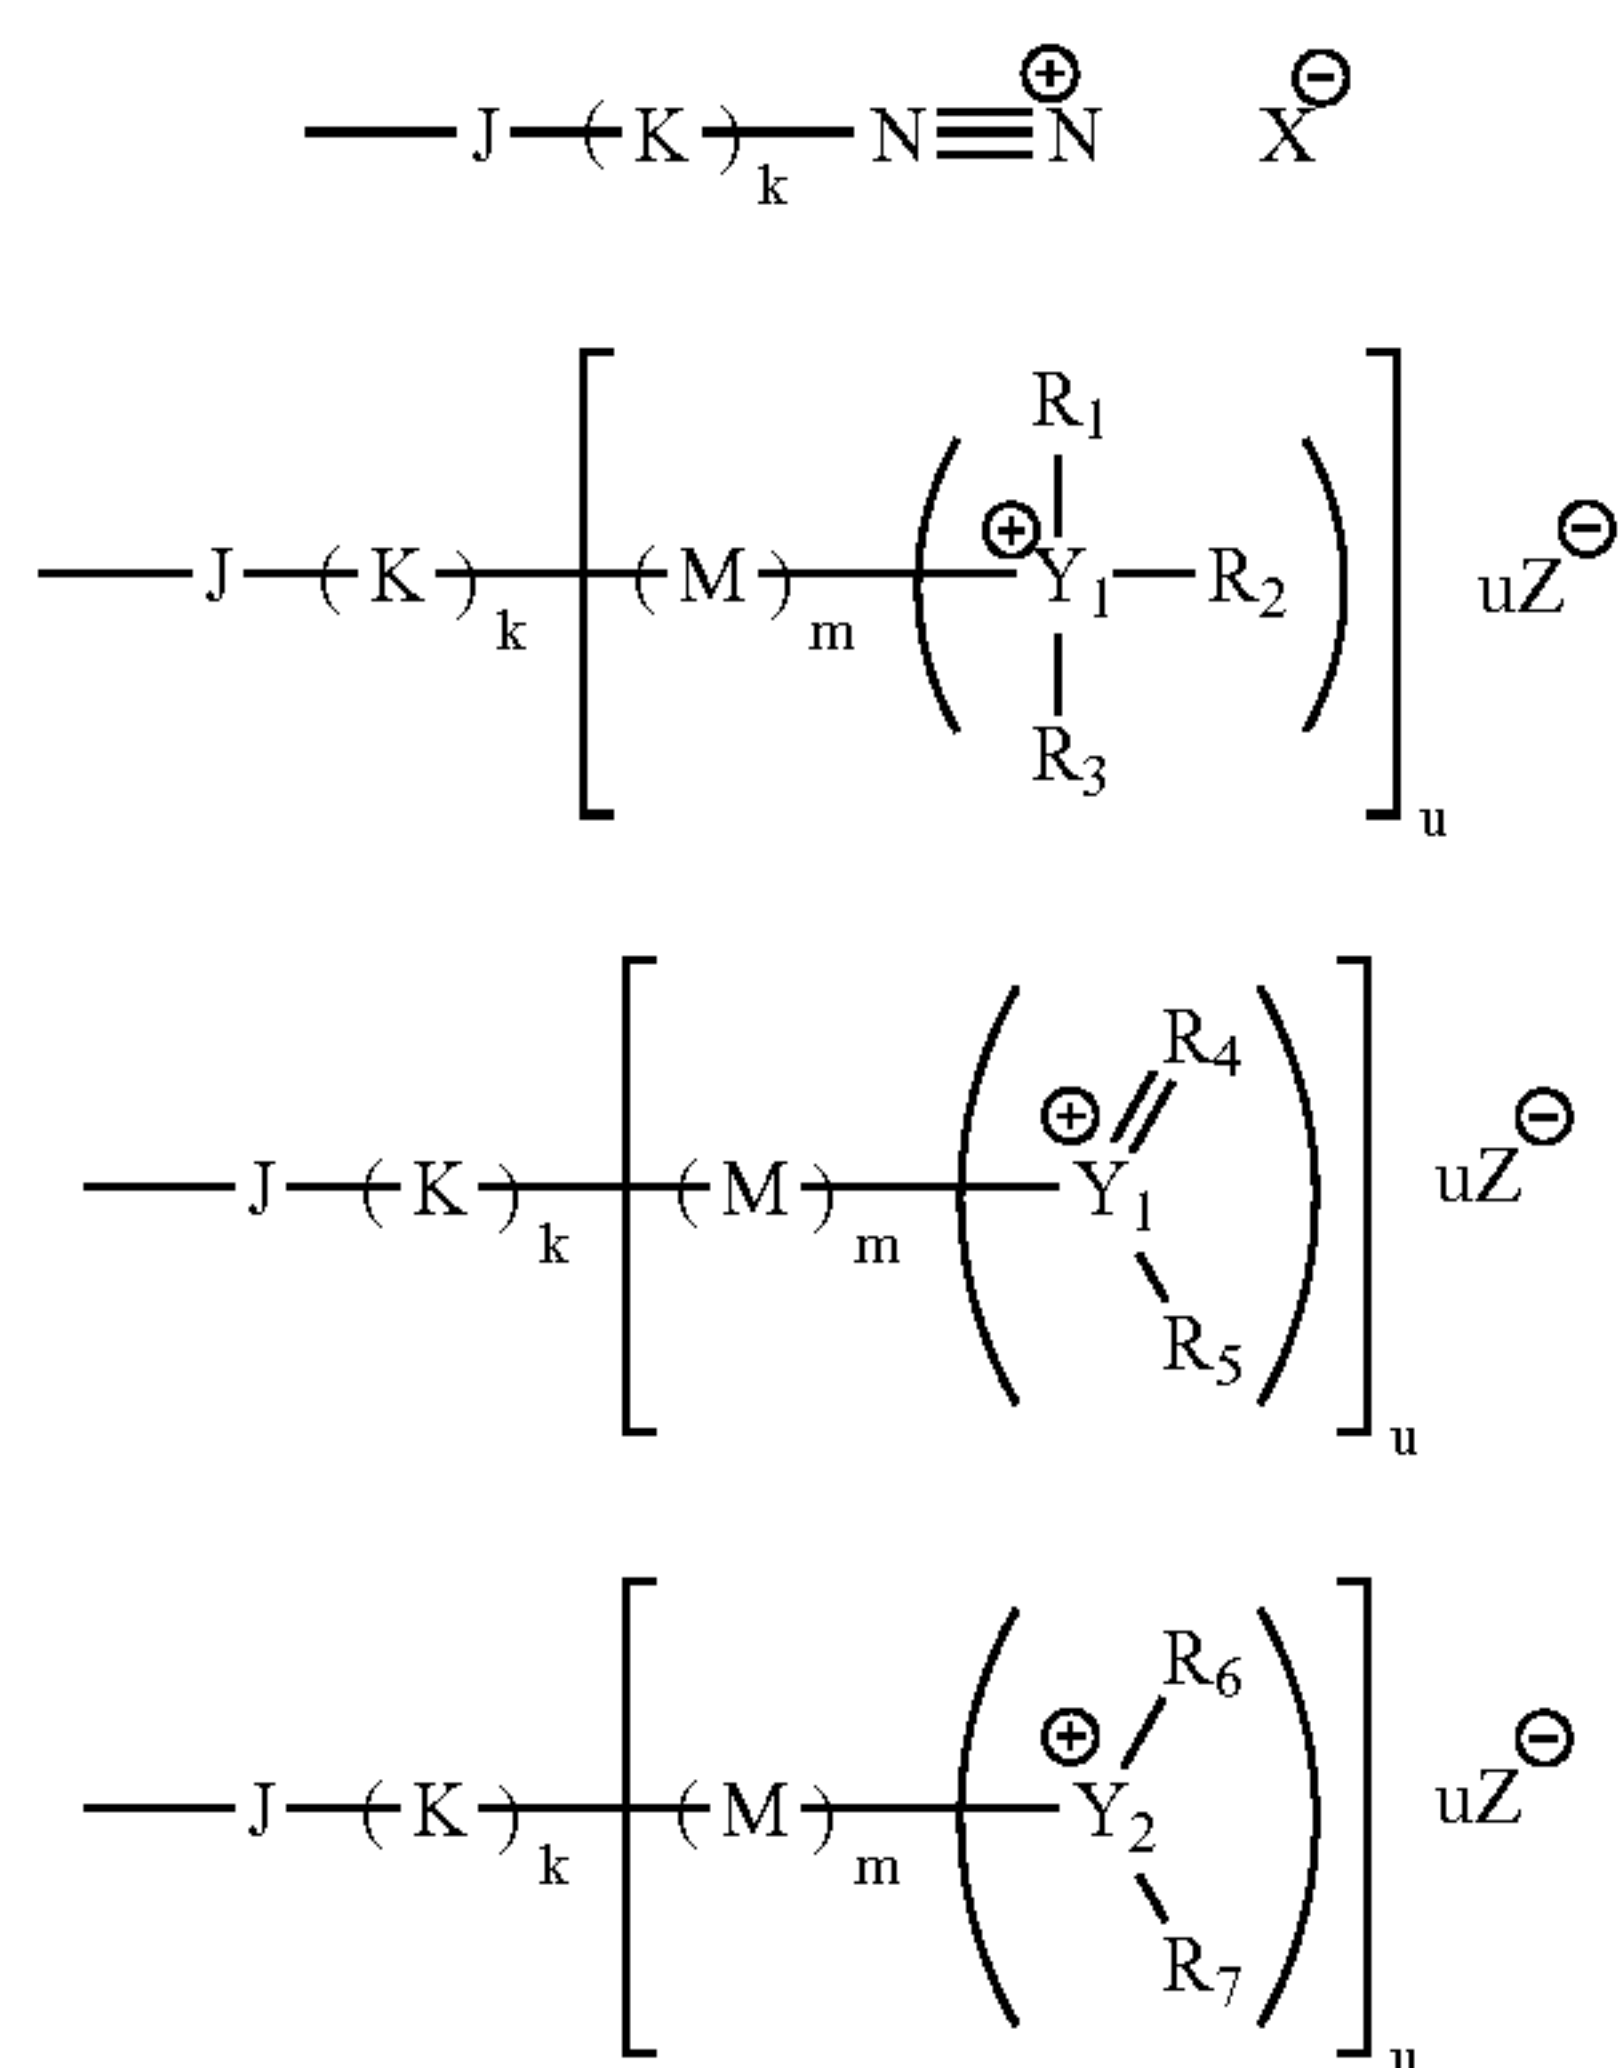 —J—(K)ₖ—N≡N⊕ X⊖
R₁
—J—(K)ₖ—[(M)ₘ—(⊕Y₁—R₂)]ᵤ uZ⊖
R₃
R₄
—J—(K)ₖ—[(M)ₘ—(⊕Y₁)]ᵤ uZ⊖
R₅
R₆
—J—(K)ₖ—[(M)ₘ—(⊕Y₂)]ᵤ uZ⊖
R₇